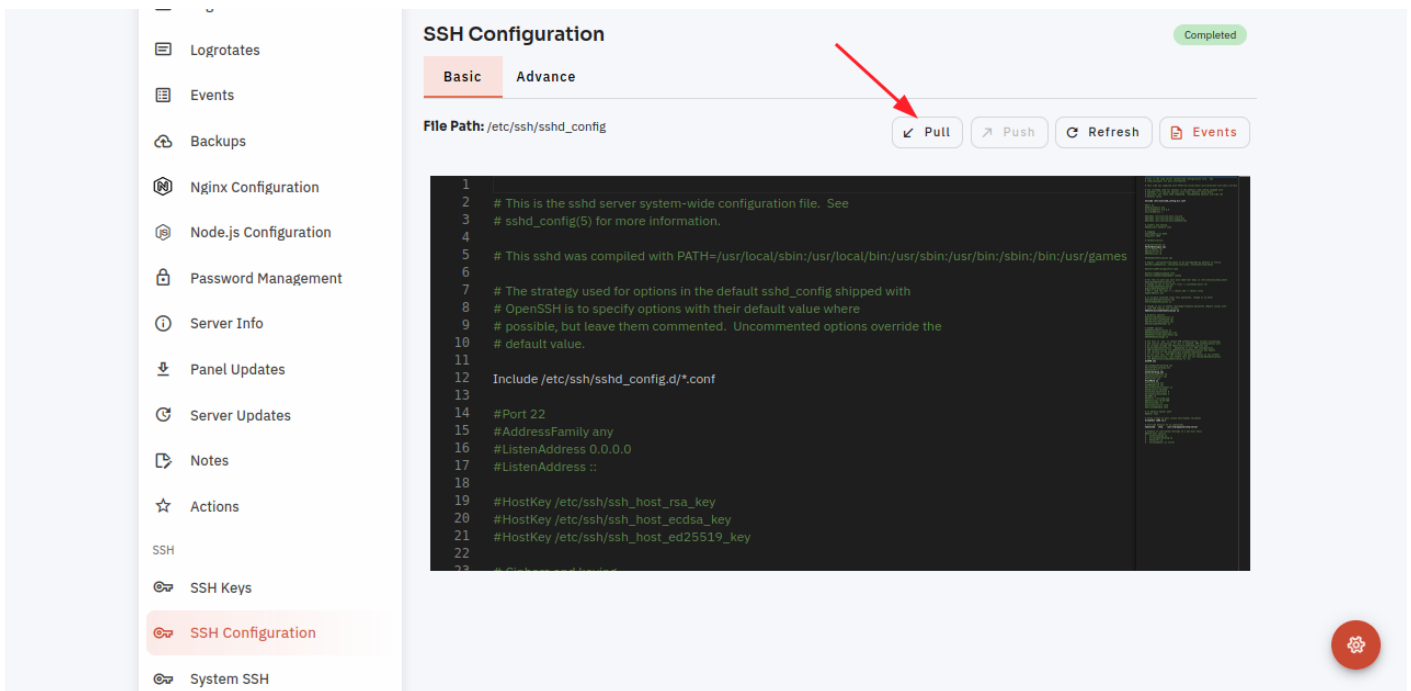 Logrotates
Events
Backups
Nginx Configuration
Node.js Configuration
Password Management
Server Info
Panel Updates
Server Updates
Notes
Actions
SSH
SSH Keys
SSH Configuration
System SSH
SSH Configuration
Completed
Basic Advance
File Path: /etc/ssh/sshd_config
Pull Push Refresh Events
1
2 # This is the sshd server system-wide configuration file.  See
3 # sshd_config(5) for more information.
4
5 # This sshd was compiled with PATH=/usr/local/sbin:/usr/local/bin:/usr/sbin:/usr/bin:/sbin:/bin:/usr/games
6
7 # The strategy used for options in the default sshd_config shipped with
8 # OpenSSH is to specify options with their default value where
9 # possible, but leave them commented.  Uncommented options override the
10 # default value.
11
12 Include /etc/ssh/sshd_config.d/*.conf
13
14 #Port 22
15 #AddressFamily any
16 #ListenAddress 0.0.0.0
17 #ListenAddress ::
18
19 #HostKey /etc/ssh/ssh_host_rsa_key
20 #HostKey /etc/ssh/ssh_host_ecdsa_key
21 #HostKey /etc/ssh/ssh_host_ed25519_key
22
23 # Ciphers and keying